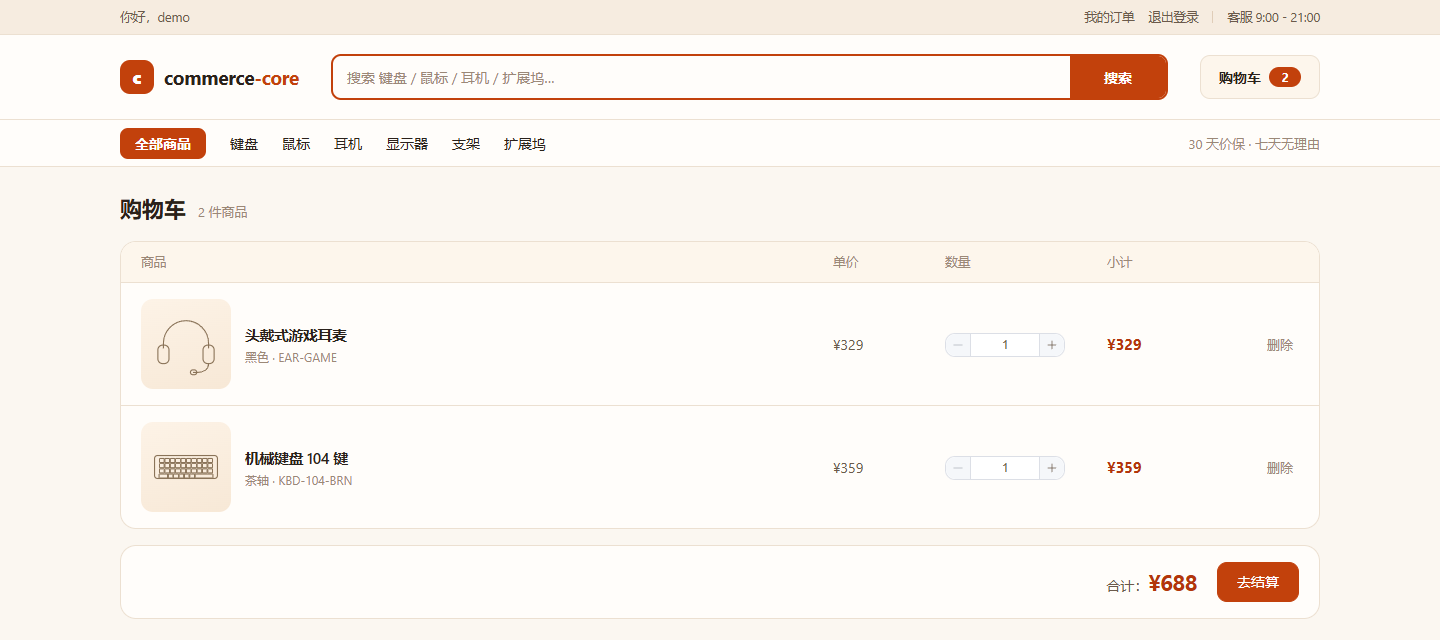 你好，demo
我的订单 退出登录 客服 9:00 - 21:00
c commerce-core
搜索 键盘 / 鼠标 / 耳机 / 扩展坞...
搜索
购物车 2
全部商品 键盘 鼠标 耳机 显示器 支架 扩展坞
30 天价保 · 七天无理由
购物车 2 件商品
商品 单价 数量 小计
头戴式游戏耳麦
黑色 · EAR-GAME
¥329 − 1 + ¥329 删除
机械键盘 104 键
茶轴 · KBD-104-BRN
¥359 − 1 + ¥359 删除
合计： ¥688 去结算